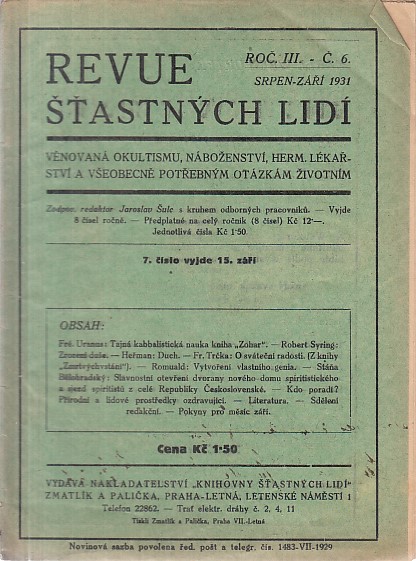 REVUE
ROČ. III. - Č. 6.
SRPEN-ZÁŘÍ 1931
ŠŤASTNÝCH LIDÍ
VĚNOVANÁ OKULTISMU, NÁBOŽENSTVÍ, HERM. LÉKAŘ-
STVÍ A VŠEOBECNĚ POTŘEBNÝM OTÁZKÁM ŽIVOTNÍM
Zodpov. redaktor Jaroslav Šulc s kruhem odborných pracovníků. — Vyjde
8 čísel ročně. — Předplatné na celý ročník (8 čísel) Kč 12·—.
Jednotlivá čísla Kč 1·50.
7. číslo vyjde 15. září
OBSAH:
Frá. Uranus: Tajná kabbalistická nauka kniha „Zohar". — Robert Syring:
Zrození duše. — Heřman: Duch. — Fr. Trčka: O sváteční radosti. (Z knihy
„Zmrtvýchvstání"). — Romuald: Vytvoření vlastního genia. — Stáňa
Bělohradský: Slavnostní otevření dvorany nového domu spiritistického
a sjezd spiritistů z celé Republiky Československé. — Kdo poradí?
Přírodní a lidové prostředky ozdravující. — Literatura. — Sdělení
redakční. — Pokyny pro měsíc září.
Cena Kč 1·50
VYDÁVÁ NAKLADATELSTVÍ „KNIHOVNY ŠŤASTNÝCH LIDÍ"
ZMATLÍK A PALIČKA, PRAHA-LETNÁ, LETENSKÉ NÁMĚSTÍ 1
Telefon 22862. — Trať elektr. dráhy č. 2, 4, 11
Tiskli Zmatlík a Palička, Praha VII.-Letná
Novinová sazba povolena řed. pošt a telegr. čís. 1483-VII-1929